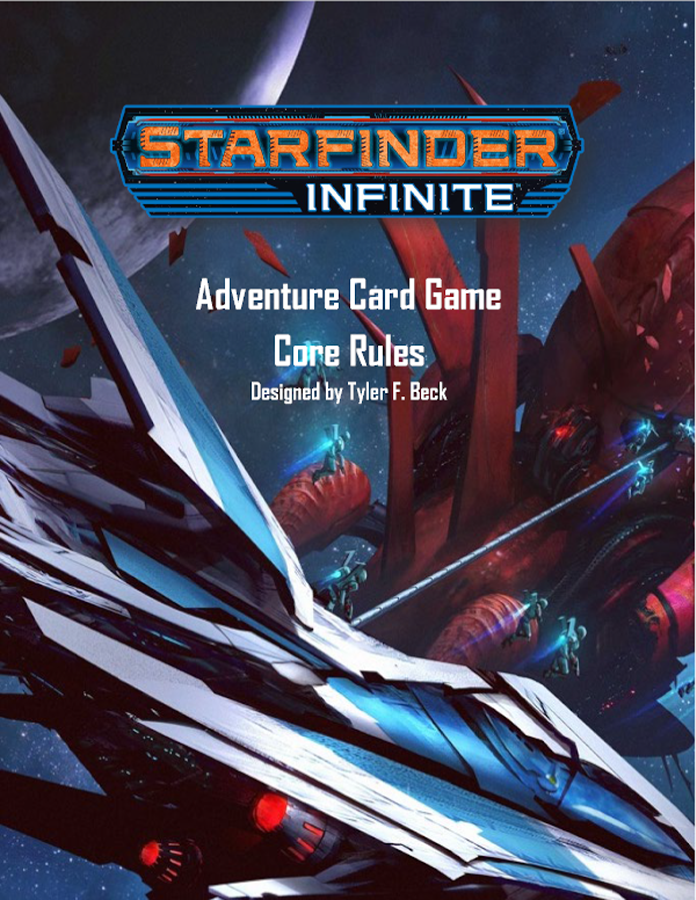 STARFINDER
INFINITE
Adventure Card Game
Core Rules
Designed by Tyler F. Beck